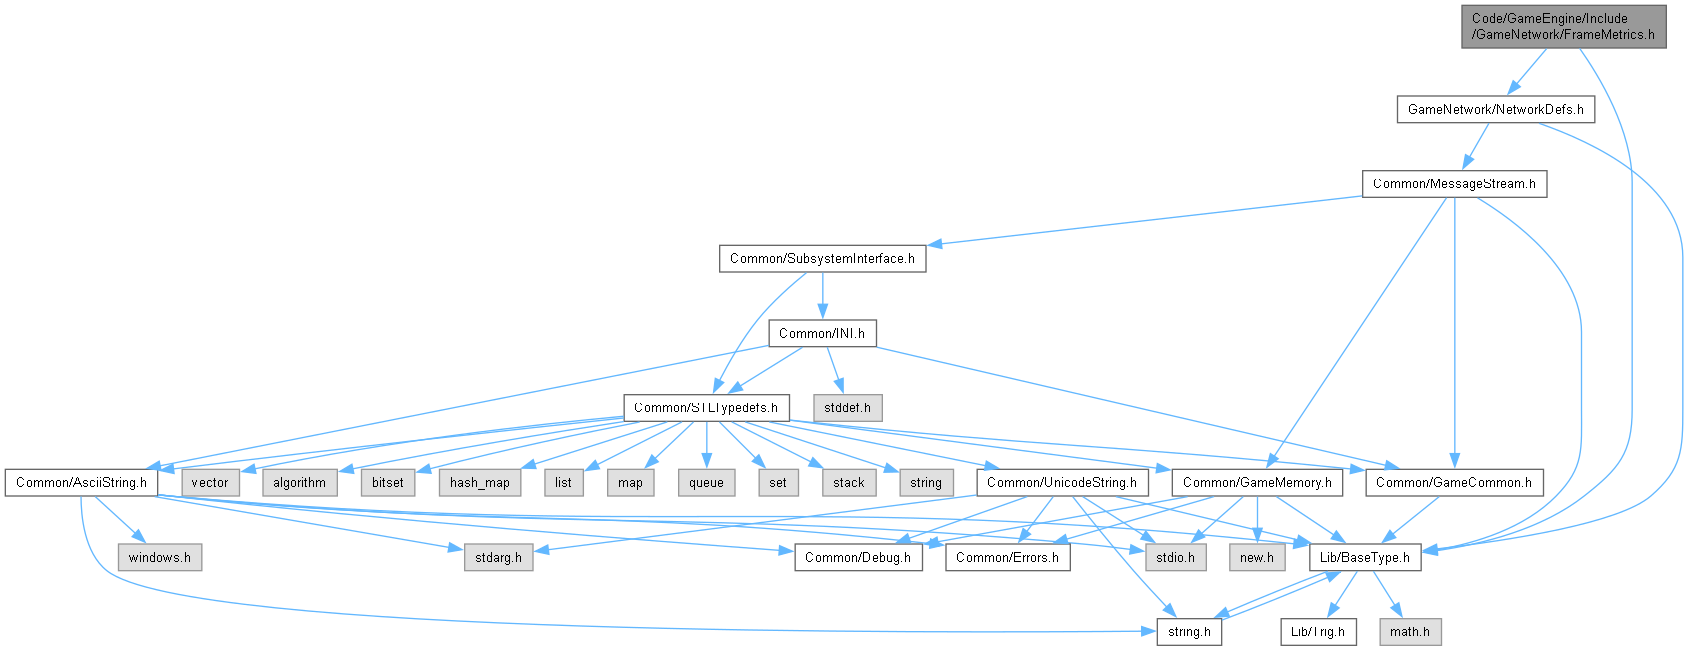 Code/GameEngine/Include
/GameNetwork/FrameMetrics.h
GameNetwork/NetworkDefs.h
Common/MessageStream.h
Common/SubsystemInterface.h
Common/INI.h
Common/STLTypedefs.h
stddef.h
Common/AsciiString.h
vector
algorithm
bitset
hash_map
list
map
queue
set
stack
string
Common/UnicodeString.h
Common/GameMemory.h
Common/GameCommon.h
windows.h
stdarg.h
Common/Debug.h
Common/Errors.h
stdio.h
new.h
Lib/BaseType.h
string.h
Lib/Trig.h
math.h